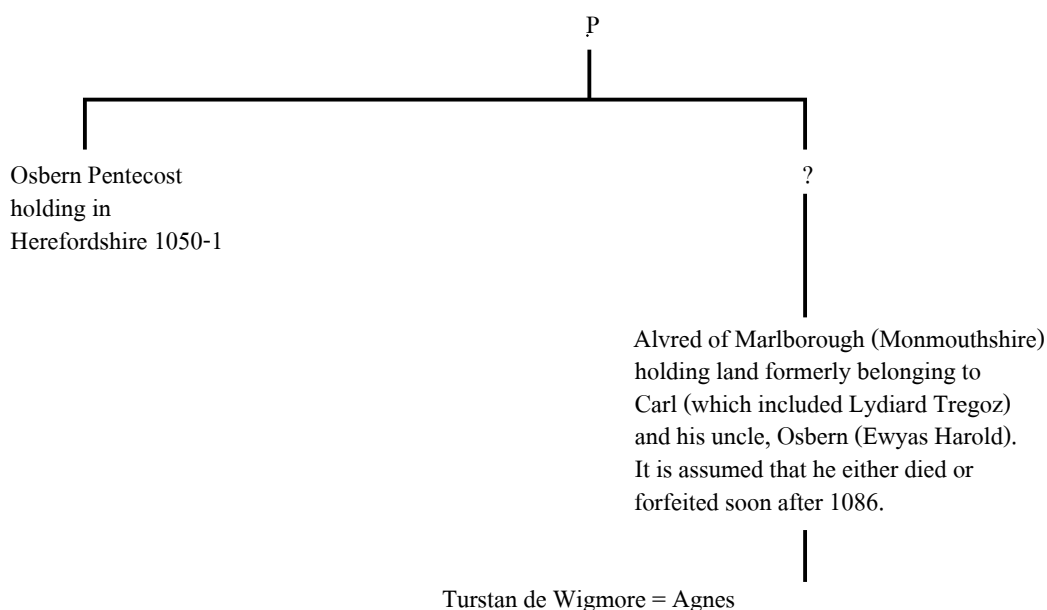 P
Osbern Pentecost
holding in
Herefordshire 1050-1
?
Alvred of Marlborough (Monmouthshire)
holding land formerly belonging to
Carl (which included Lydiard Tregoz)
and his uncle, Osbern (Ewyas Harold).
It is assumed that he either died or
forfeited soon after 1086.
Turstan de Wigmore = Agnes